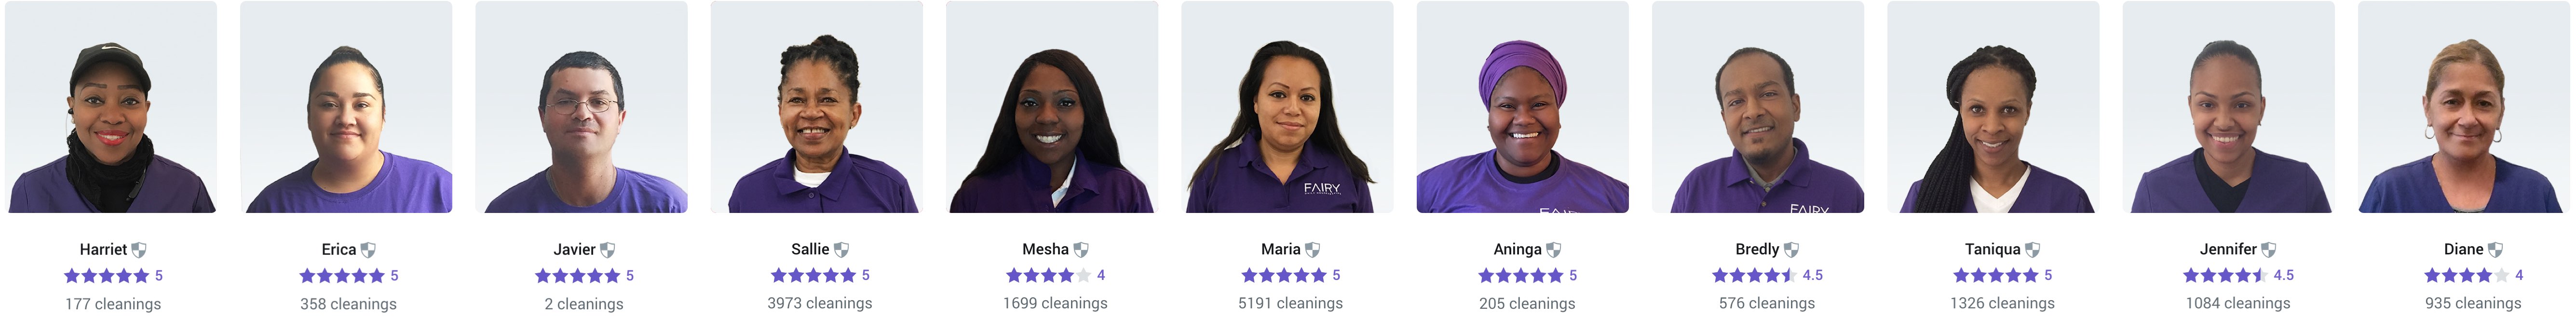 FAIRY
FAIRY
FAIRY
Harriet
5
177 cleanings
Erica
5
358 cleanings
Javier
5
2 cleanings
Sallie
5
3973 cleanings
Mesha
4
1699 cleanings
Maria
5
5191 cleanings
Aninga
5
205 cleanings
Bredly
4.5
576 cleanings
Taniqua
5
1326 cleanings
Jennifer
4.5
1084 cleanings
Diane
4
935 cleanings